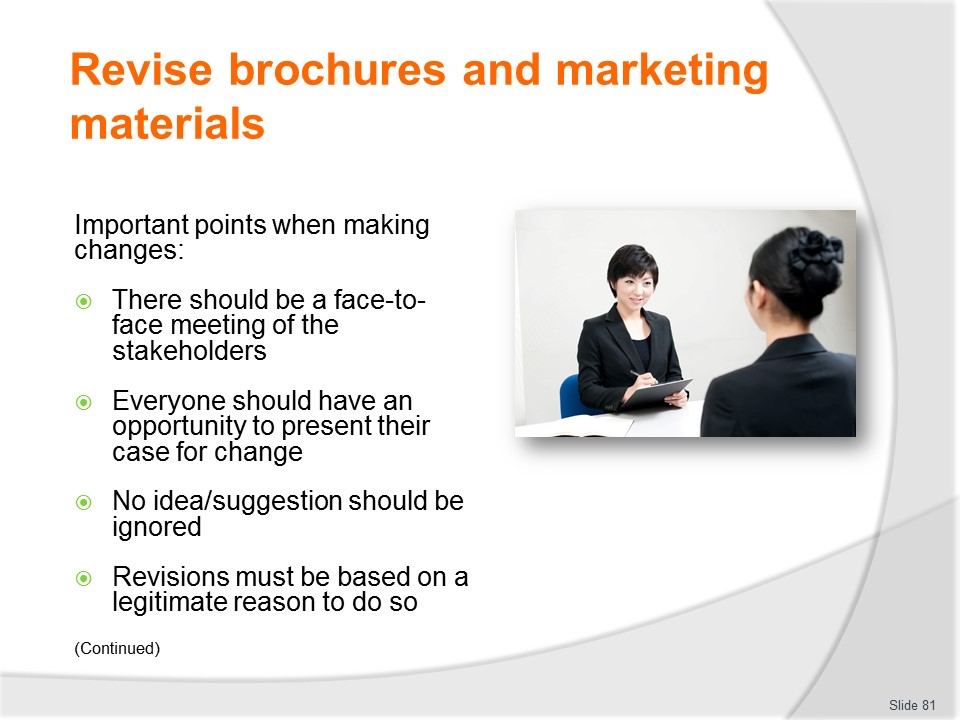 Revise brochures and marketing
materials
Important points when making
changes:
There should be a face-to-
face meeting of the
stakeholders
Everyone should have an
opportunity to present their
case for change
No idea/suggestion should be
ignored
Revisions must be based on a
legitimate reason to do so
(Continued)
Slide 81